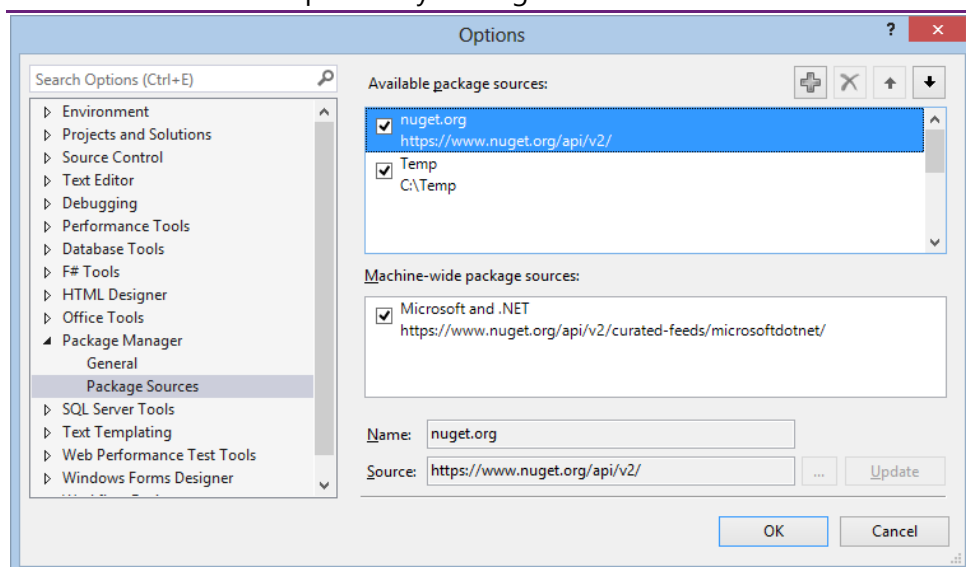 Options
?
Search Options (Ctrl+E)
Environment
Projects and Solutions
Source Control
Text Editor
Debugging
Performance Tools
Database Tools
F# Tools
HTML Designer
Office Tools
Package Manager
General
Package Sources
SQL Server Tools
Text Templating
Web Performance Test Tools
Windows Forms Designer
Available package sources:
nuget.org
https://www.nuget.org/api/v2/
Temp
C:\Temp
Machine-wide package sources:
Microsoft and .NET
https://www.nuget.org/api/v2/curated-feeds/microsoftdotnet/
Name: nuget.org
Source: https://www.nuget.org/api/v2/ ... Update
OK Cancel